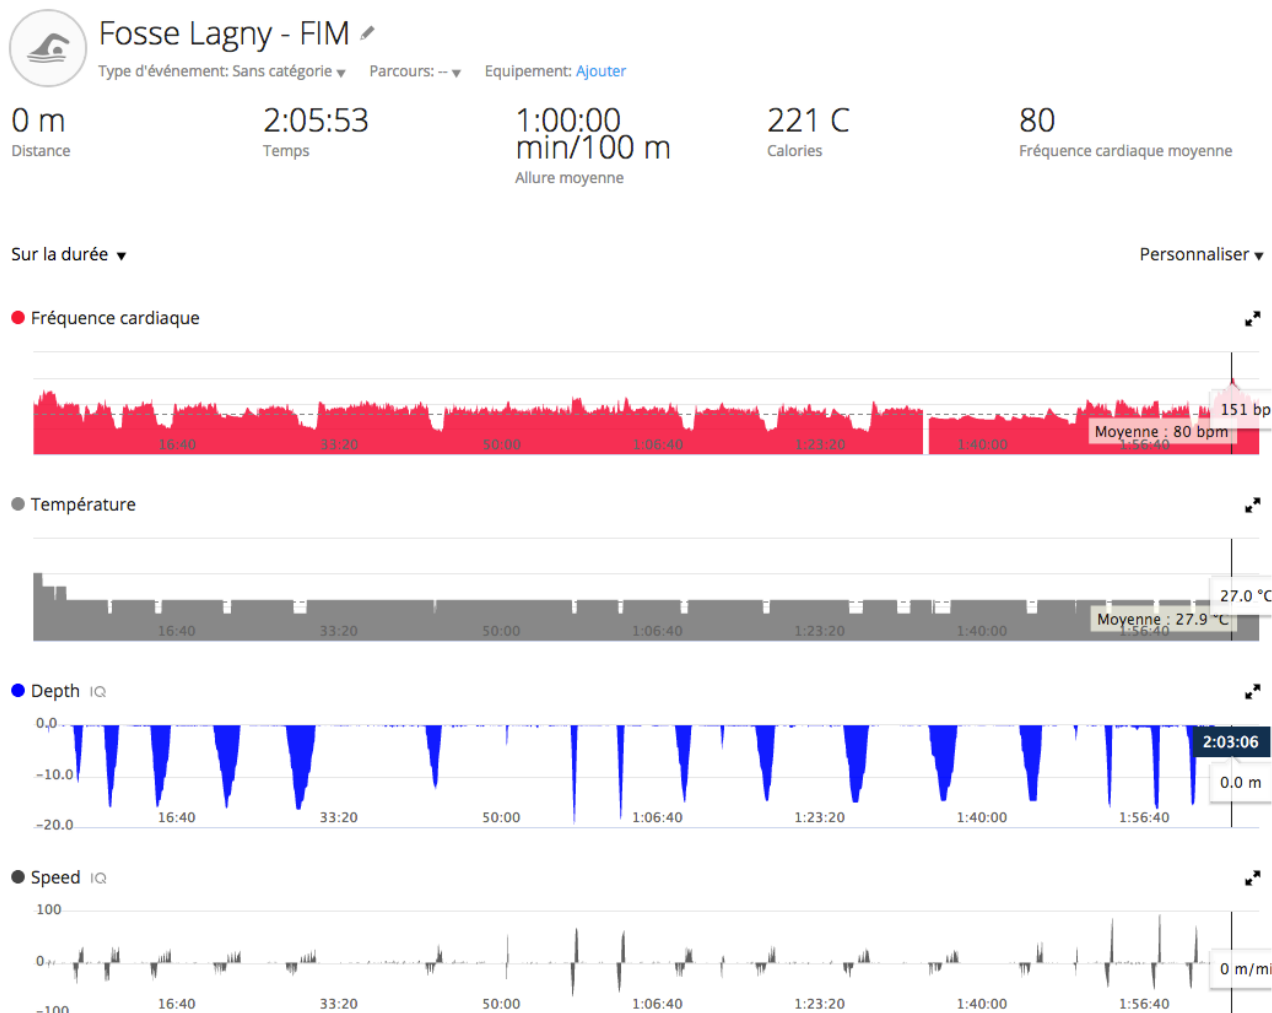 Fosse Lagny - FIM
Type d'événement: Sans catégorie Parcours: -- Equipement: Ajouter
0 m 2:05:53 1:00:00 min/100 m 221 C 80
Distance Temps Allure moyenne Calories Fréquence cardiaque moyenne
Sur la durée Personnaliser
Fréquence cardiaque
151 bp
Moyenne : 80 bpm
16:40 33:20 50:00 1:06:40 1:23:20 1:40:00 1:56:40
Température
27.0 °C
Moyenne : 27.9 °C
16:40 33:20 50:00 1:06:40 1:23:20 1:40:00 1:56:40
Depth IQ
0.0
2:03:06
-10.0
0.0 m
16:40 33:20 50:00 1:06:40 1:23:20 1:40:00 1:56:40
-20.0
Speed IQ
100
0
0 m/mi
16:40 33:20 50:00 1:06:40 1:23:20 1:40:00 1:56:40
-100